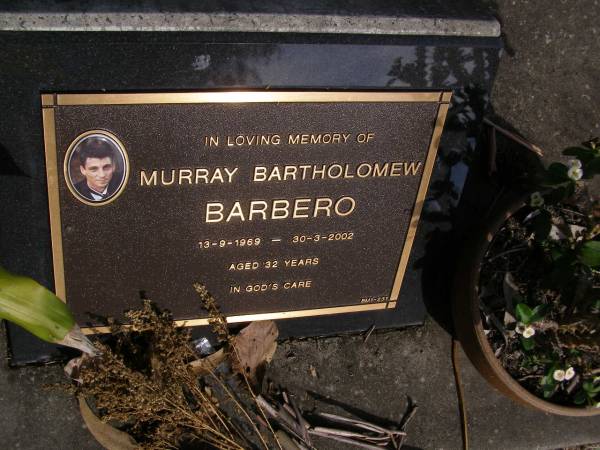 IN LOVING MEMORY OF
MURRAY BARTHOLOMEW
BARBERO
13-9-1969 — 30-3-2002
AGED 32 YEARS
IN GOD'S CARE